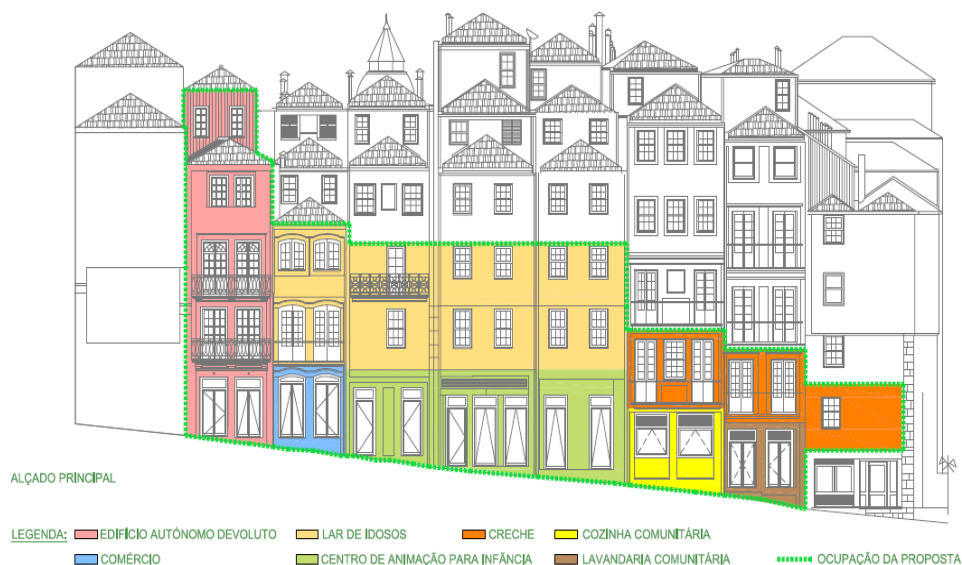 ALÇADO PRINCIPAL
LEGENDA: EDIFÍCIO AUTÓNOMO DEVOLUTO LAR DE IDOSOS CRECHE COZINHA COMUNITÁRIA
COMÉRCIO CENTRO DE ANIMAÇÃO PARA INFÂNCIA LAVANDARIA COMUNITÁRIA OCUPAÇÃO DA PROPOSTA